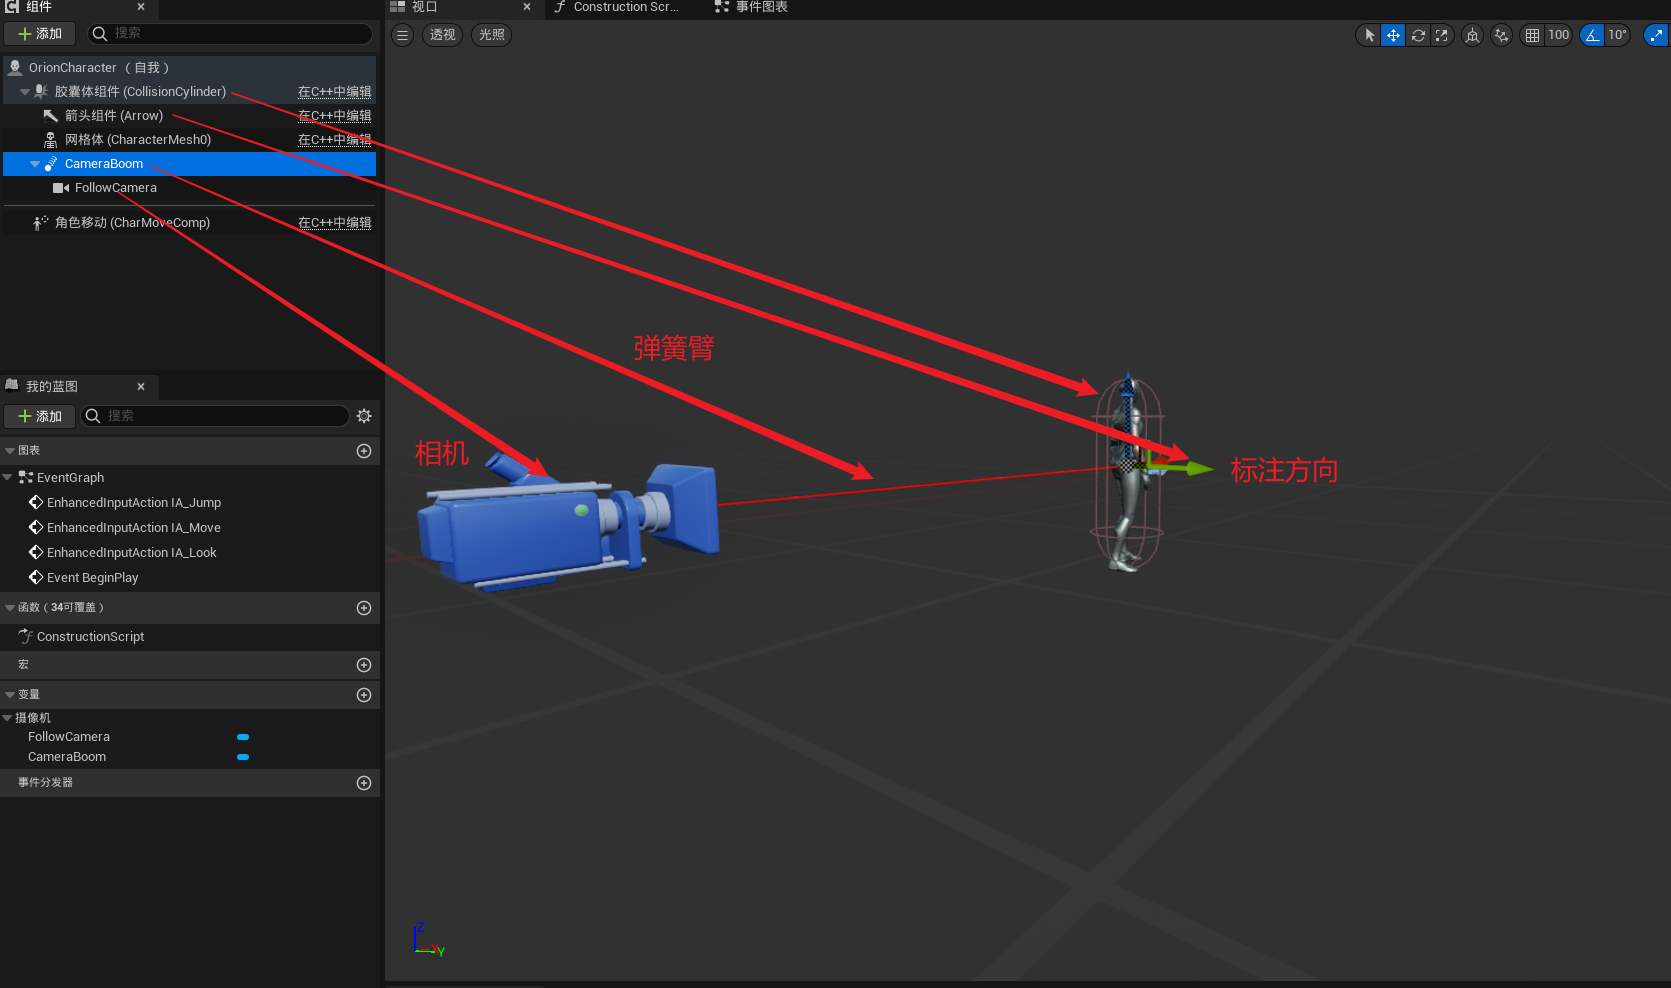 组件
添加
搜索
OrionCharacter （自我）
胶囊体组件 (CollisionCylinder) 在C++中编辑
箭头组件 (Arrow) 在C++中编辑
网格体 (CharacterMesh0) 在C++中编辑
CameraBoom
FollowCamera
角色移动 (CharMoveComp) 在C++中编辑
我的蓝图
添加
搜索
图表
EventGraph
EnhancedInputAction IA_Jump
EnhancedInputAction IA_Move
EnhancedInputAction IA_Look
Event BeginPlay
函数（34可覆盖）
ConstructionScript
宏
变量
摄像机
FollowCamera
CameraBoom
事件分发器
视口
Construction Scr...
事件图表
透视
光照
100
10°
弹簧臂
相机
标注方向
Z
X
Y